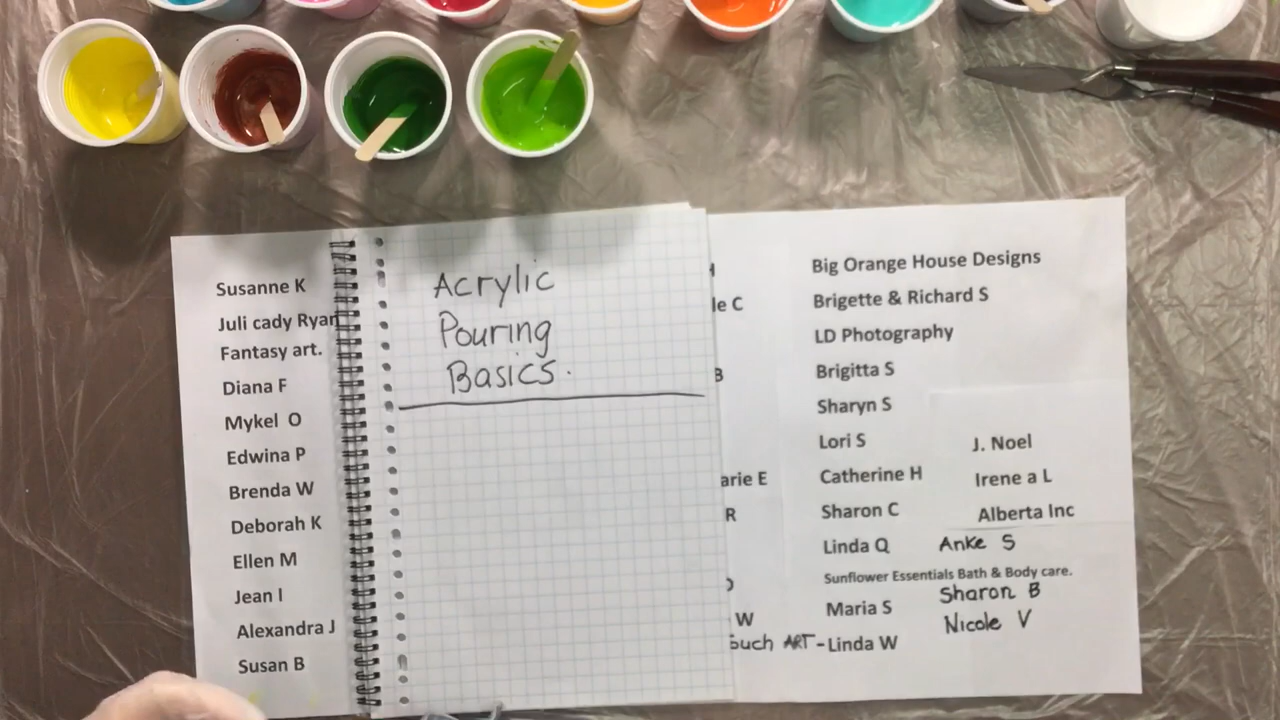 Susanne K
Juli cady Ryan
Fantasy art.
Diana F
Mykel O
Edwina P
Brenda W
Deborah K
Ellen M
Jean I
Alexandra J
Susan B
Acrylic
Pouring
Basics.
le C
B
arie E
R
W
Such ART - Linda W
Big Orange House Designs
Brigette & Richard S
LD Photography
Brigitta S
Sharyn S
Lori S
Catherine H
Sharon C
Linda Q
Sunflower Essentials Bath & Body care.
Maria S
J. Noel
Irene a L
Alberta Inc
Anke S
Sharon B
Nicole V